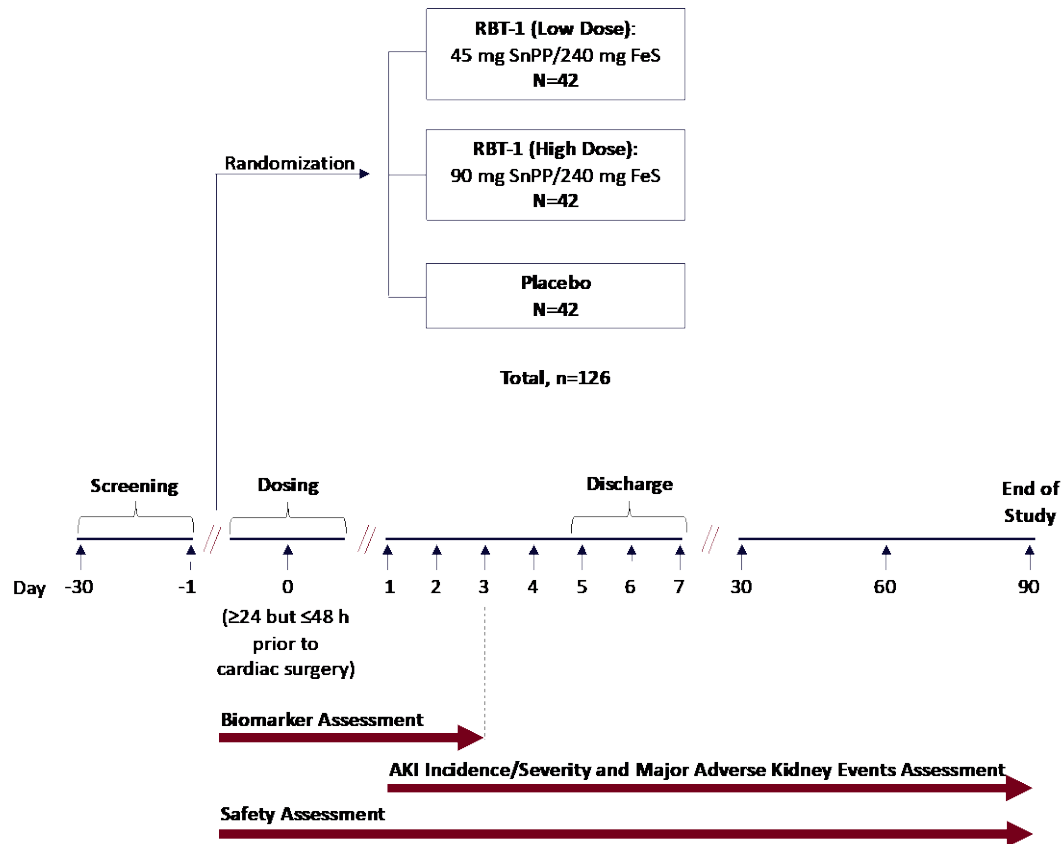 RBT-1 (Low Dose):
45 mg SnPP/240 mg FeS
N=42
Randomization
RBT-1 (High Dose):
90 mg SnPP/240 mg FeS
N=42
Placebo
N=42
Total, n=126
Screening
Dosing
Discharge
End of
Study
Day -30 -1 0 1 2 3 4 5 6 7 30 60 90
(≥24 but ≤48 h
prior to
cardiac surgery)
Biomarker Assessment
AKI Incidence/Severity and Major Adverse Kidney Events Assessment
Safety Assessment